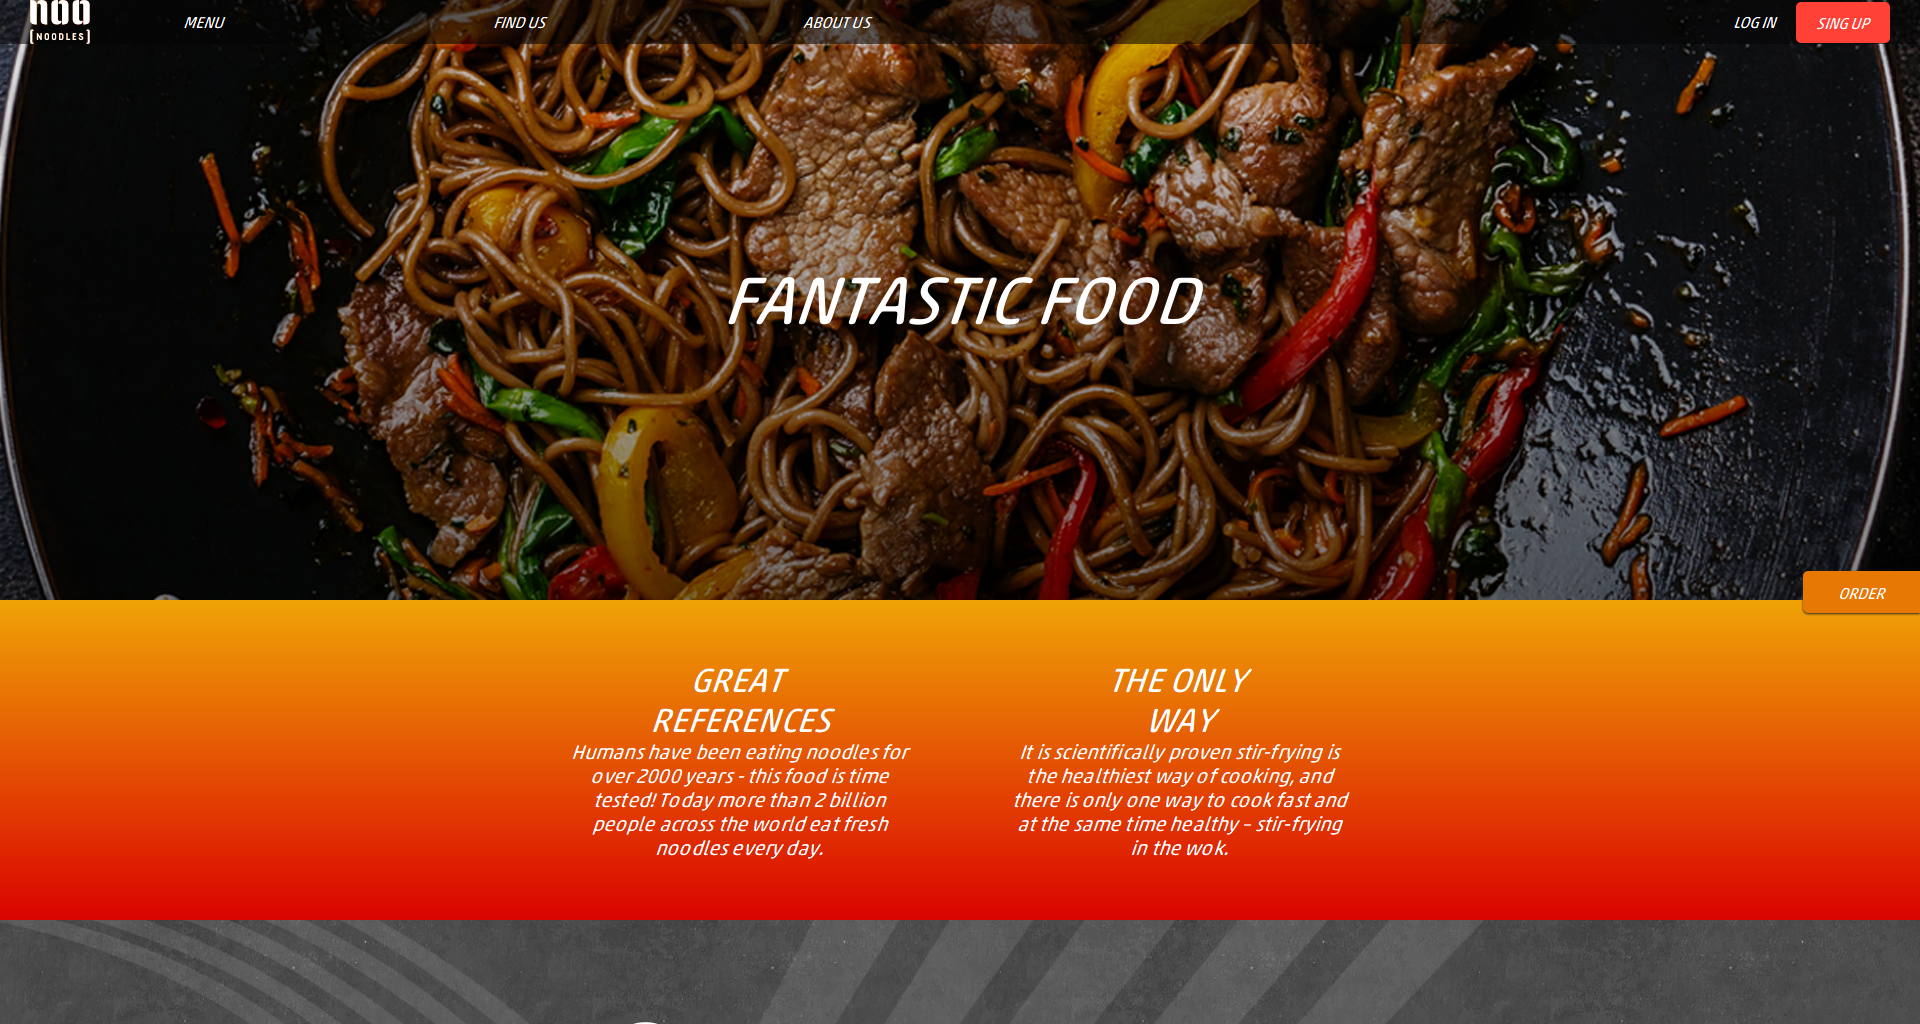 noo
[NOODLES]
MENU FIND US ABOUT US LOG IN SING UP
FANTASTIC FOOD
ORDER
GREAT
REFERENCES
Humans have been eating noodles for
over 2000 years - this food is time
tested! Today more than 2 billion
people across the world eat fresh
noodles every day.
THE ONLY
WAY
It is scientifically proven stir-frying is
the healthiest way of cooking, and
there is only one way to cook fast and
at the same time healthy – stir-frying
in the wok.